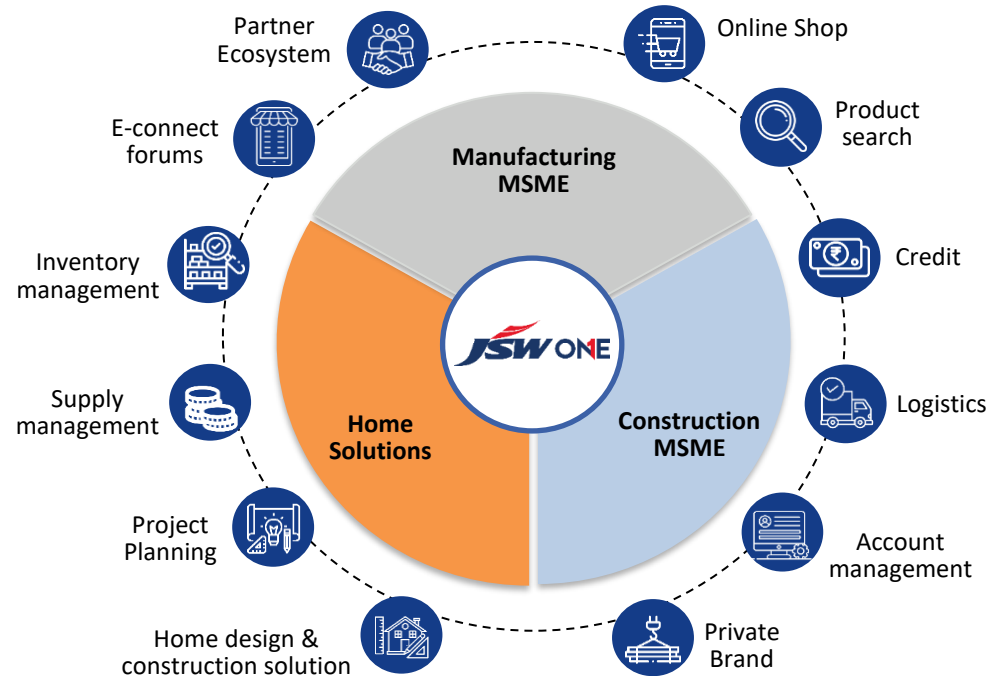 Partner
Ecosystem
Online Shop
E-connect
forums
Product
search
Manufacturing
MSME
Inventory
management
Credit
JSW ONE
Supply
management
Home
Solutions
Construction
MSME
Logistics
Project
Planning
Account
management
Home design &
construction solution
Private
Brand